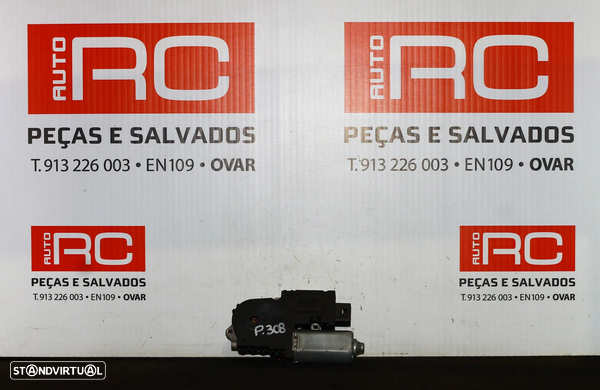 AUTO RC
PEÇAS E SALVADOS
T. 913 226 003 • EN109 • OVAR
AUTO RC
PEÇAS E SALVADOS
T. 913 226 003 • EN109 • OVAR
AUTO RC
PEÇAS E SALVADOS
T. 913 226 003 • EN109 • OVAR
AUTO RC
PEÇAS E SALVADOS
T. 913 226 003 • EN109 • OVAR
P.308
STANDVIRTUAL